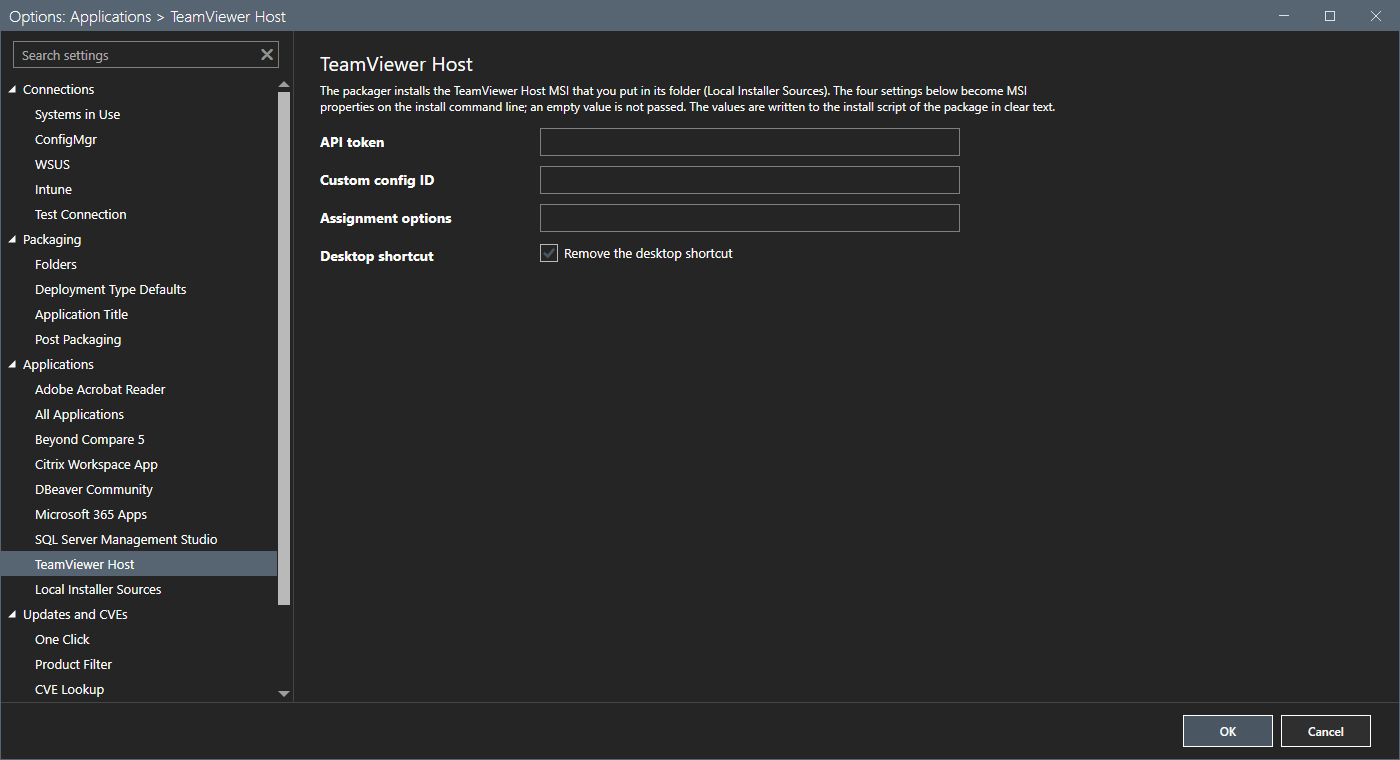 Options: Applications > TeamViewer Host
Search settings
Connections
Systems in Use
ConfigMgr
WSUS
Intune
Test Connection
Packaging
Folders
Deployment Type Defaults
Application Title
Post Packaging
Applications
Adobe Acrobat Reader
All Applications
Beyond Compare 5
Citrix Workspace App
DBeaver Community
Microsoft 365 Apps
SQL Server Management Studio
TeamViewer Host
Local Installer Sources
Updates and CVEs
One Click
Product Filter
CVE Lookup
TeamViewer Host
The packager installs the TeamViewer Host MSI that you put in its folder (Local Installer Sources). The four settings below become MSI
properties on the install command line; an empty value is not passed. The values are written to the install script of the package in clear text.
API token
Custom config ID
Assignment options
Desktop shortcut
Remove the desktop shortcut
OK
Cancel